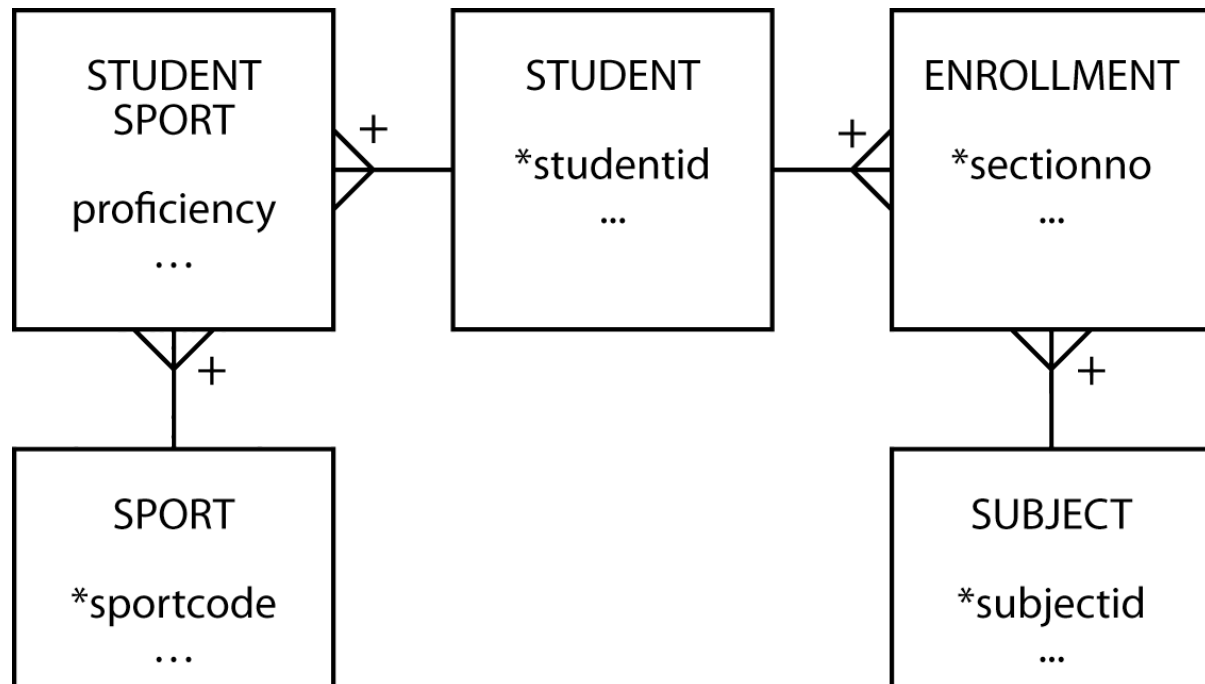 STUDENT
SPORT
proficiency
…
+
+
STUDENT
*studentid
...
+
ENROLLMENT
*sectionno
...
+
SPORT
*sportcode
…
SUBJECT
*subjectid
...